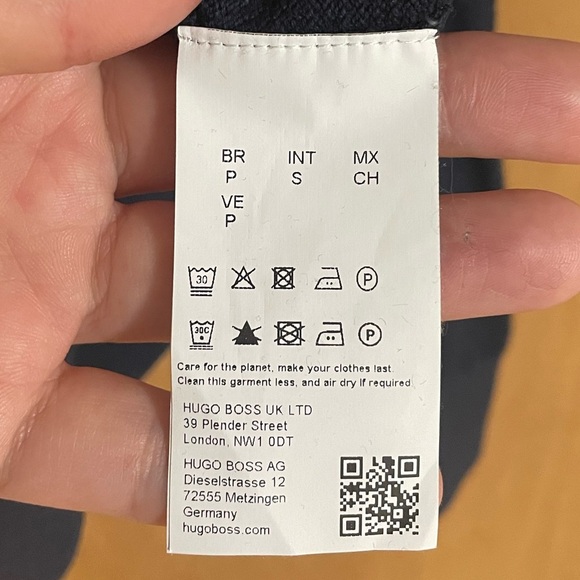 BR INT MX
P S CH
VE
P
30 P
30C P
Care for the planet, make your clothes last.
Clean this garment less, and air dry if required.
HUGO BOSS UK LTD
39 Plender Street
London, NW1 0DT
HUGO BOSS AG
Dieselstrasse 12
72555 Metzingen
Germany
hugoboss.com